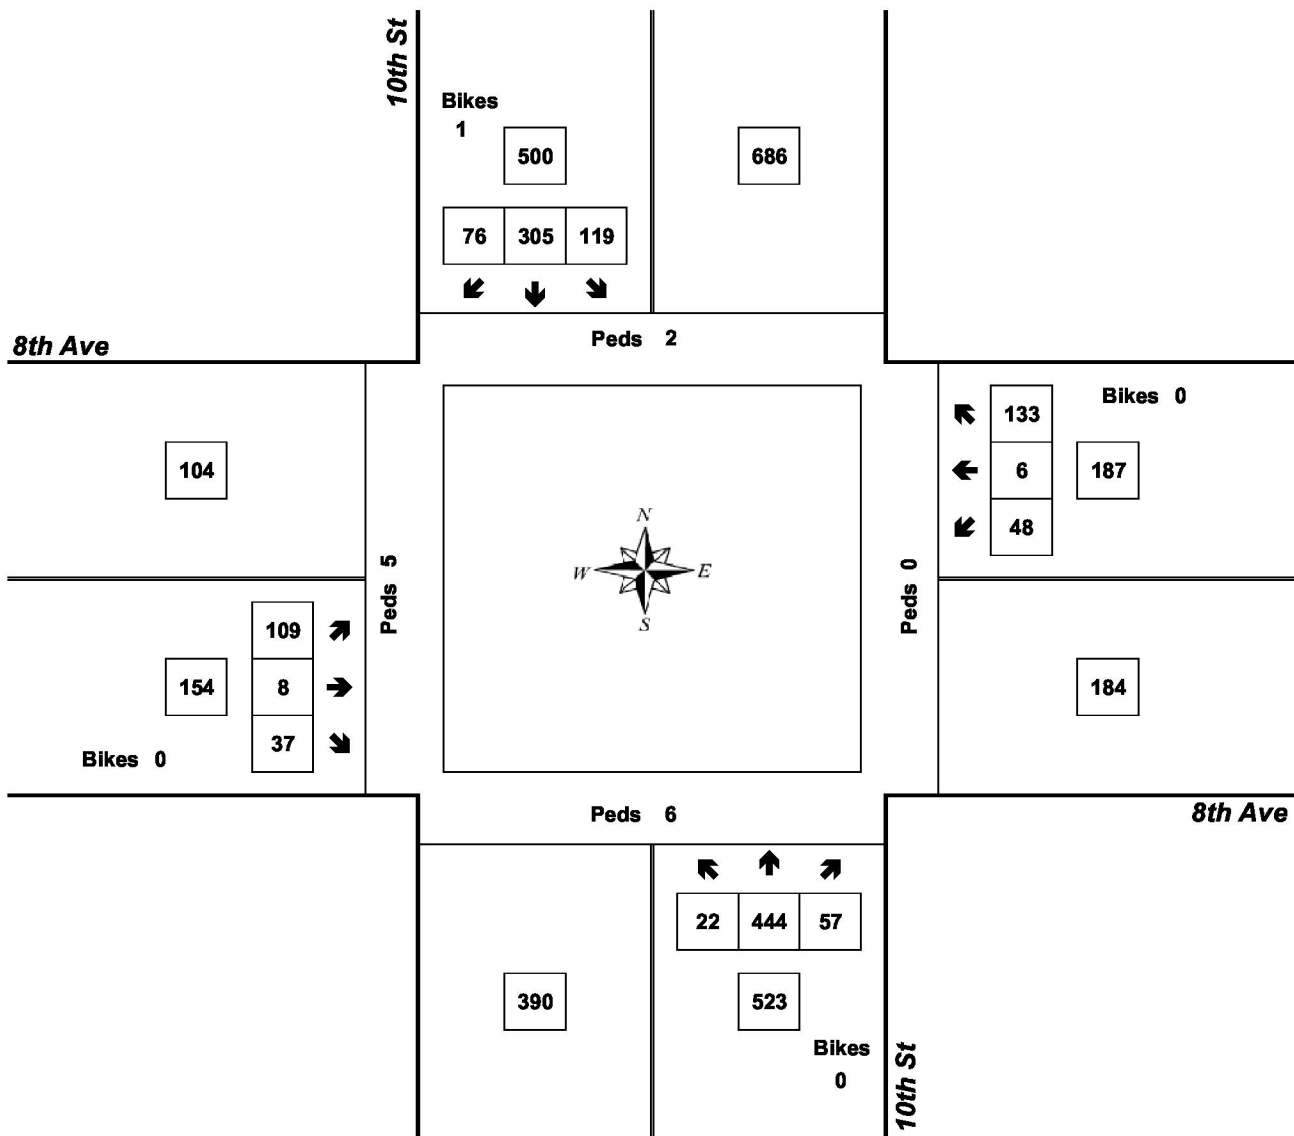 10th St
Bikes
1
500
686
76 305 119
Peds 2
8th Ave
Bikes 0
133
6
187
48
104
N
W E
S
Peds 5
Peds 0
109
154
8
37
Bikes 0
184
Peds 6
8th Ave
22 444 57
390
523
Bikes
0
10th St